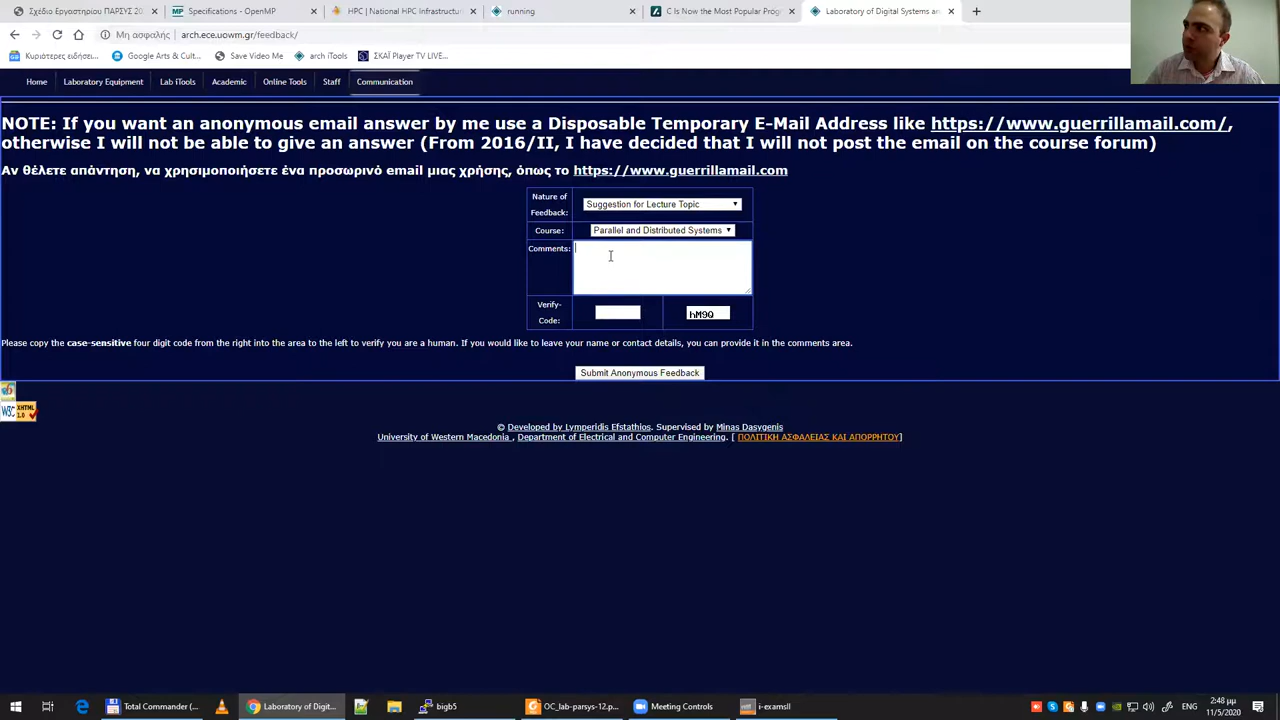 Σχέδιο Εργαστηρίου ΠΑΡΣΥΣ 20
Specifications - OpenMP
HPC | National HPC Infrastructu
running
C Is Now the Most Popular Prog
Laboratory of Digital Systems an
Μη ασφαλής
arch.ece.uowm.gr/feedback/
Κυριότερες ειδήσει...
Google Arts & Cult...
Save Video Me
arch iTools
ΣΚΑΪ Player TV LIVE...
Home
Laboratory Equipment
Lab iTools
Academic
Online Tools
Staff
Communication
NOTE: If you want an anonymous email answer by me use a Disposable Temporary E-Mail Address like https://www.guerrillamail.com/,
otherwise I will not be able to give an answer (From 2016/II, I have decided that I will not post the email on the course forum)
Αν θέλετε απάντηση, να χρησιμοποιήσετε ένα προσωρινό email μιας χρήσης, όπως το https://www.guerrillamail.com
Nature of
Feedback:
Suggestion for Lecture Topic
Course:
Parallel and Distributed Systems
Comments:
Verify-
Code:
hM9Q
Please copy the case-sensitive four digit code from the right into the area to the left to verify you are a human. If you would like to leave your name or contact details, you can provide it in the comments area.
Submit Anonymous Feedback
W3C XHTML 1.0
© Developed by Lymperidis Efstathios. Supervised by Minas Dasygenis
University of Western Macedonia , Department of Electrical and Computer Engineering. [ ΠΟΛΙΤΙΚΗ ΑΣΦΑΛΕΙΑΣ ΚΑΙ ΑΠΟΡΡΗΤΟΥ]
Total Commander (...
Laboratory of Digit...
bigb5
OC_lab-parsys-12.p...
Meeting Controls
i-examsll
ENG
2:48 μμ
11/5/2020